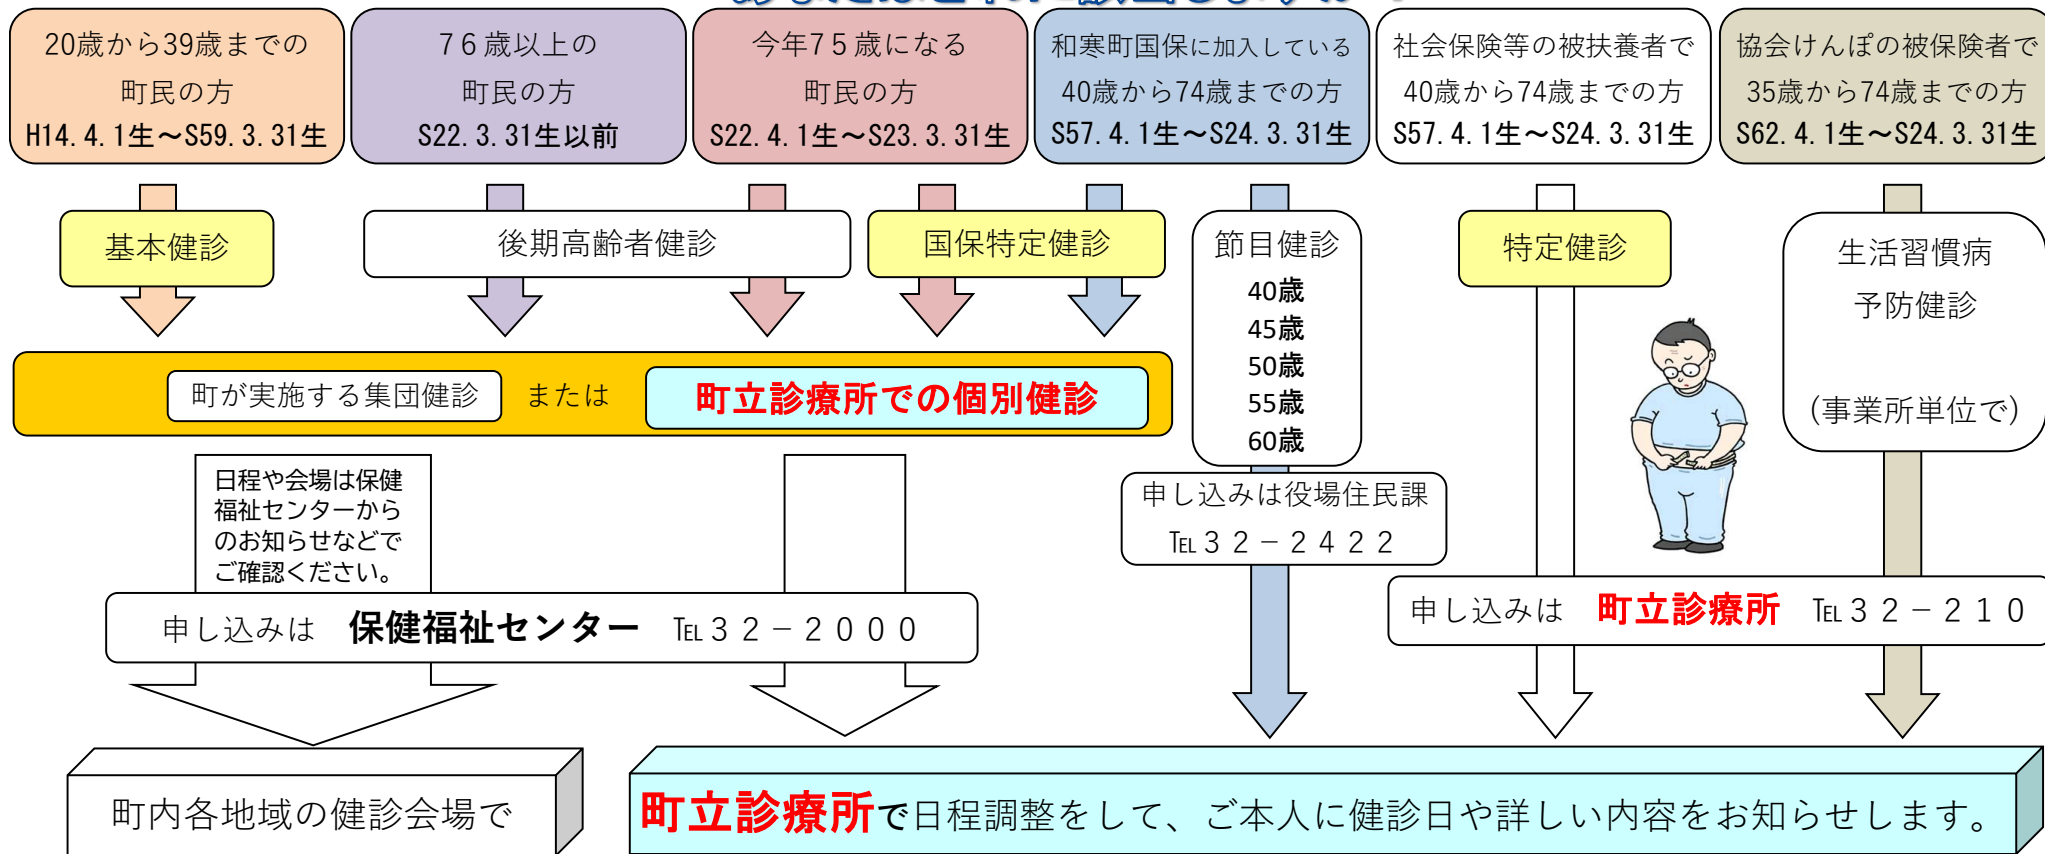 20歳から39歳までの
町民の方
H14.4.1生～S59.3.31生
７６歳以上の
町民の方
S22.3.31生以前
今年７５歳になる
町民の方
S22.4.1生～S23.3.31生
和寒町国保に加入している
40歳から74歳までの方
S57.4.1生～S24.3.31生
社会保険等の被扶養者で
40歳から74歳までの方
S57.4.1生～S24.3.31生
協会けんぽの被保険者で
35歳から74歳までの方
S62.4.1生～S24.3.31生
基本健診
後期高齢者健診
国保特定健診
節目健診
40歳
45歳
50歳
55歳
60歳
特定健診
生活習慣病
予防健診
（事業所単位で）
町が実施する集団健診 または 町立診療所での個別健診
日程や会場は保健
福祉センターから
のお知らせなどで
ご確認ください。
申し込みは役場住民課
℡３２－２４２２
申し込みは 保健福祉センター ℡３２－２０００
申し込みは 町立診療所 ℡３２－２１０
町内各地域の健診会場で
町立診療所で日程調整をして、ご本人に健診日や詳しい内容をお知らせします。